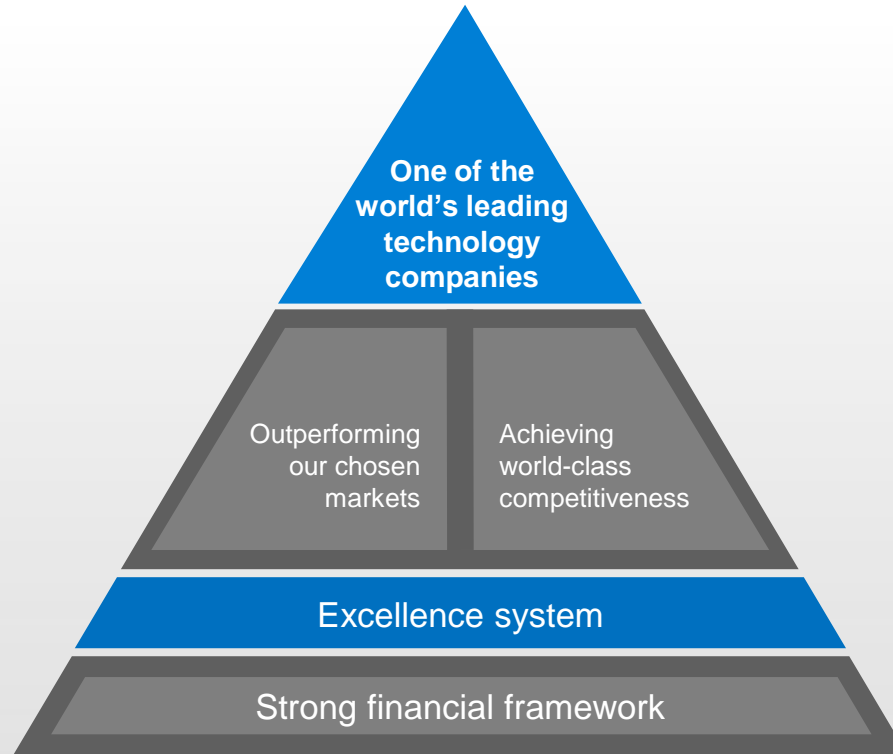 One of the
world’s leading
technology
companies
Outperforming
our chosen
markets
Achieving
world-class
competitiveness
Excellence system
Strong financial framework